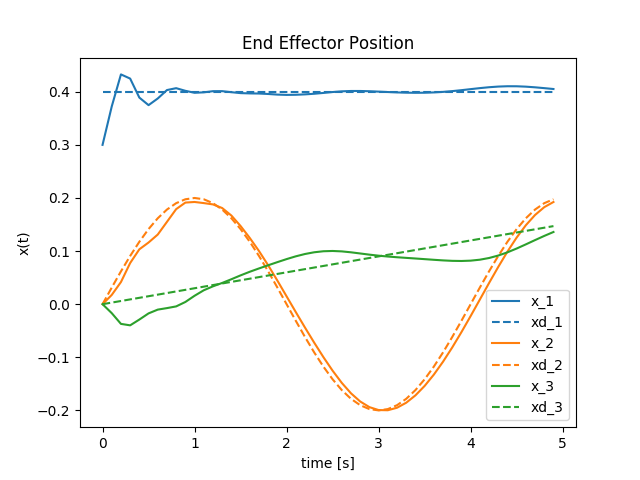 End Effector Position
x(t)
0.4
0.3
0.2
0.1
0.0
−0.1
−0.2
0
1
2
3
4
5
time [s]
x_1
xd_1
x_2
xd_2
x_3
xd_3